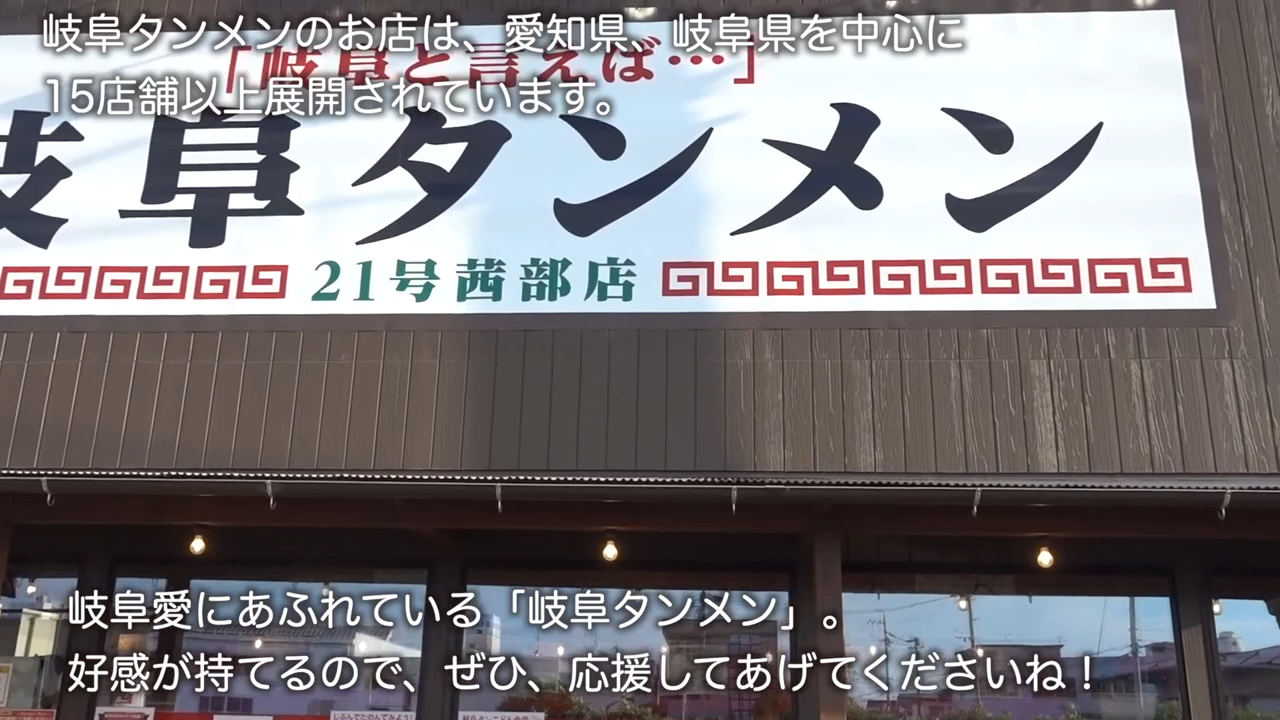 岐阜タンメンのお店は、愛知県、岐阜県を中心に
15店舗以上展開されています。
「岐阜と言えば…」
岐阜タンメン
21号茜部店
岐阜愛にあふれている「岐阜タンメン」。
好感が持てるので、ぜひ、応援してあげてくださいね！